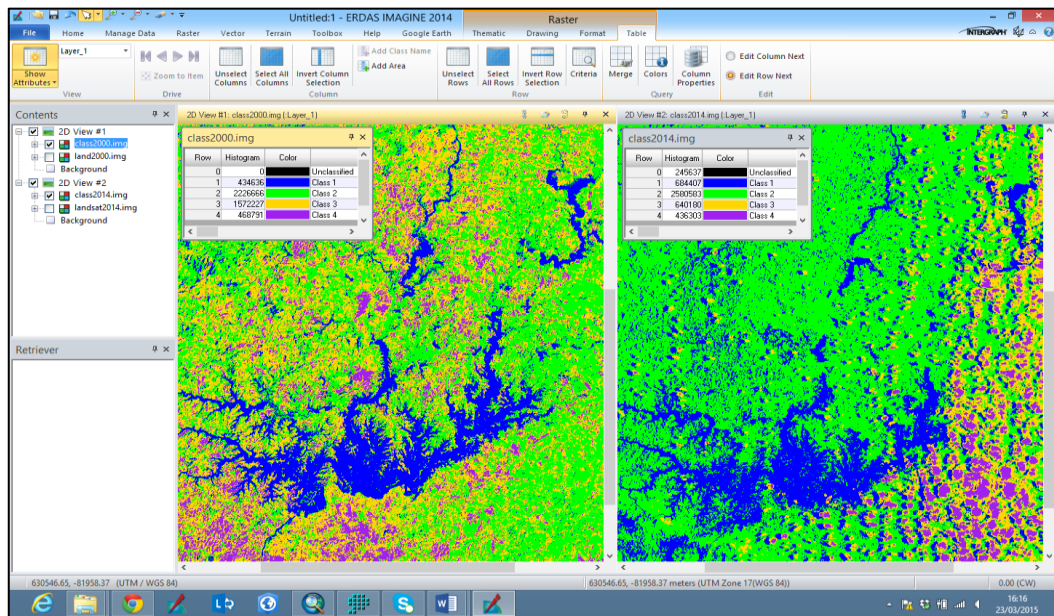 Untitled:1 - ERDAS IMAGINE 2014
Raster
File Home Manage Data Raster Vector Terrain Toolbox Help Google Earth Thematic Drawing Format Table
INTERGRAPH
Show Attributes
Layer_1
Zoom to Item
Unselect Columns
Select All Columns
Invert Column Selection
Add Class Name
Add Area
Unselect Rows
Select All Rows
Invert Row Selection
Criteria
Merge
Colors
Column Properties
Edit Column Next
Edit Row Next
View Drive Column Row Query Edit
Contents
2D View #1
class2000.img
land2000.img
Background
2D View #2
class2014.img
landsat2014.img
Background
Retriever
2D View #1: class2000.img (:Layer_1)
class2000.img
Row Histogram Color
0 0 Unclassified
1 434636 Class 1
2 2226666 Class 2
3 1572227 Class 3
4 468791 Class 4
2D View #2: class2014.img (:Layer_1)
class2014.img
Row Histogram Color
0 245637 Unclassified
1 684407 Class 1
2 2580583 Class 2
3 640180 Class 3
4 436303 Class 4
630546.65, -81958.37 (UTM / WGS 84)
630546.65, -81958.37 meters (UTM Zone 17(WGS 84))
0.00 (CW)
16:16
23/03/2015